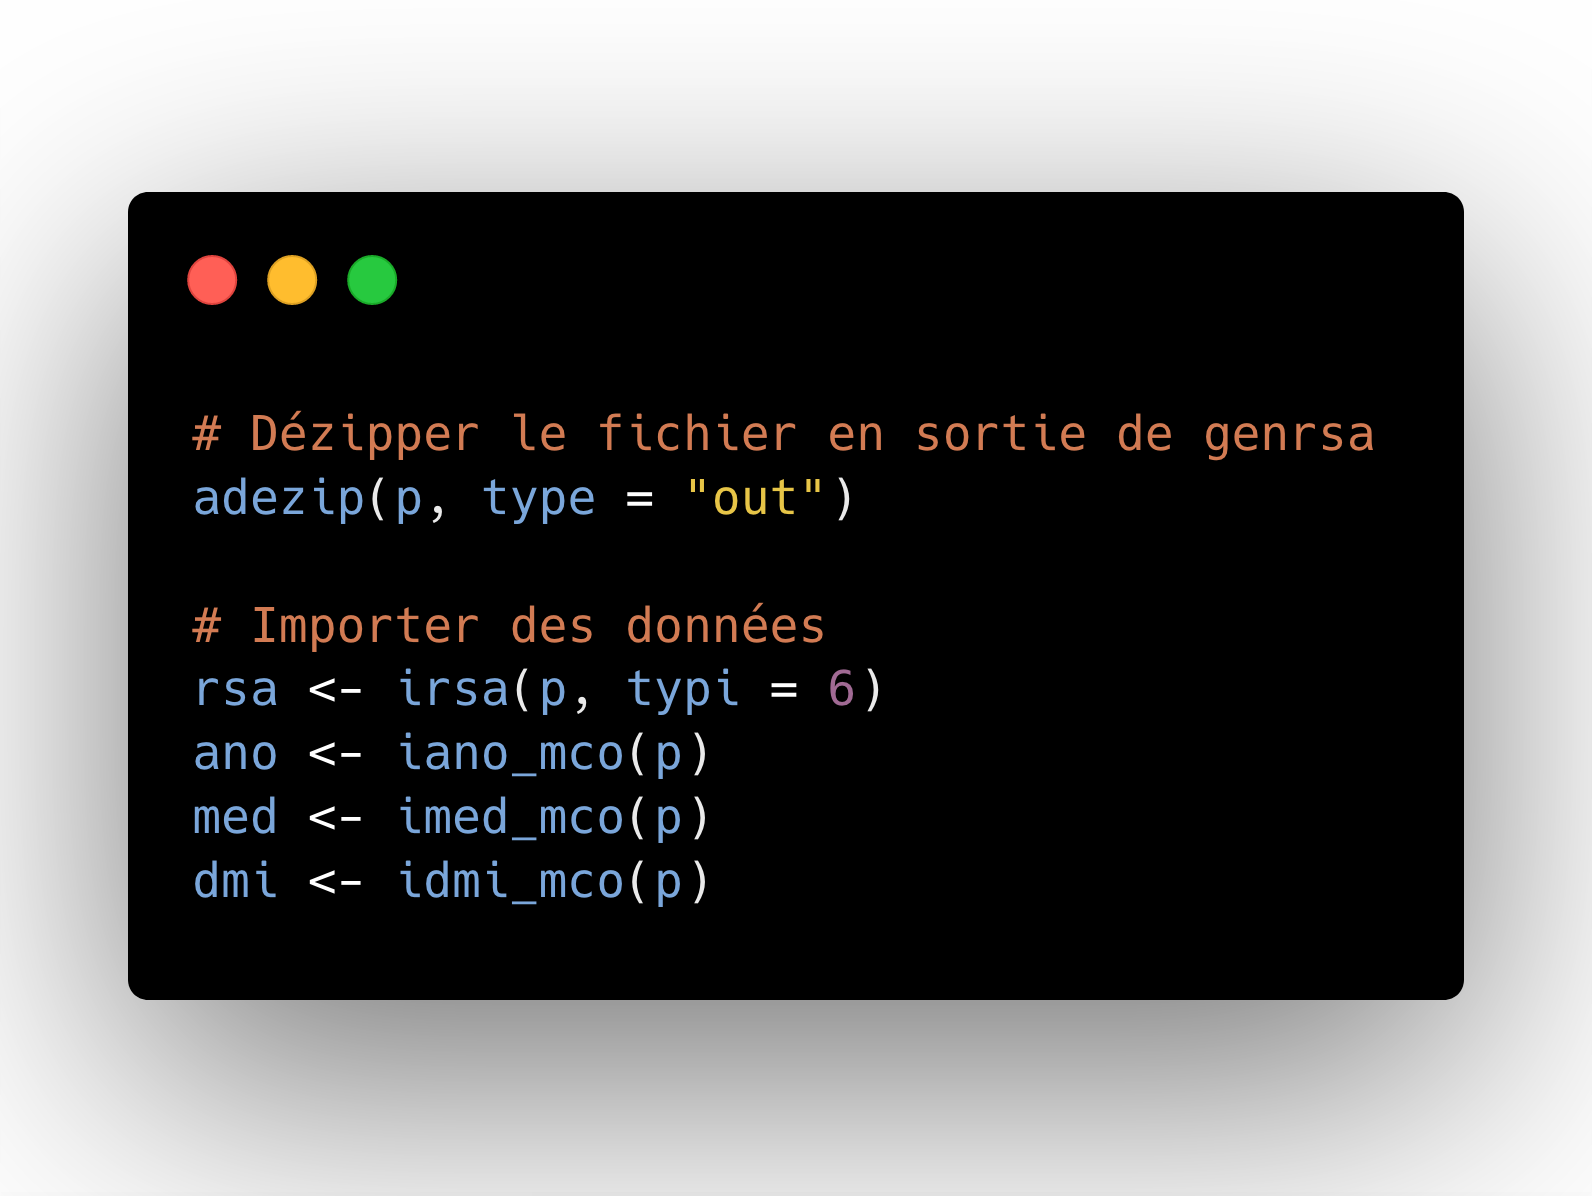 # Dézipper le fichier en sortie de genrsa
adezip(p, type = "out")
# Importer des données
rsa <- irsa(p, typi = 6)
ano <- iano_mco(p)
med <- imed_mco(p)
dmi <- idmi_mco(p)